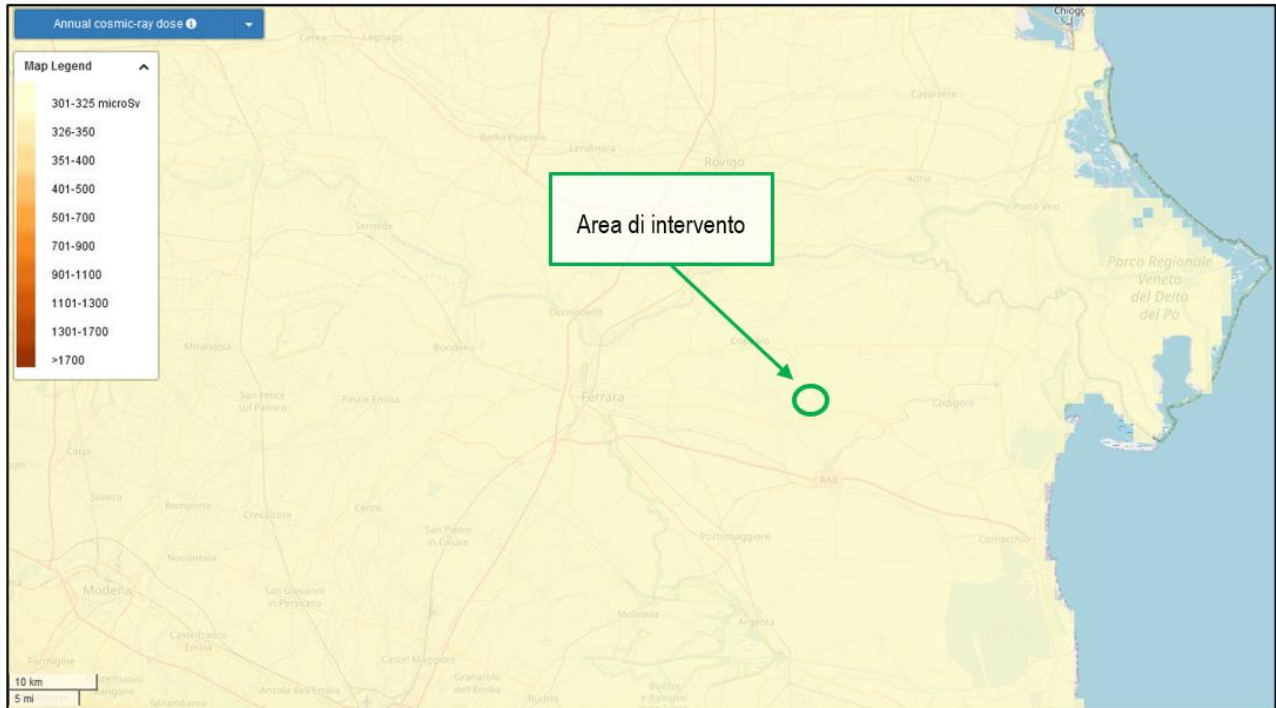 Annual cosmic-ray dose
Map Legend
301-325 microSv
326-350
351-400
401-500
501-700
701-900
901-1100
1101-1300
1301-1700
>1700
Area di intervento
Chiogg
Cerea
Legnago
Cavarzere
Badia Polesine
Lendinara
Rovigo
Adria
Porto Viro
Sermide
Parco Regionale
Veneto
del Delta
del Po
Occhiobello
Mirandola
Bondeno
Copparo
San Felice
sul Panaro
Finale Emilia
Ferrara
Codigoro
Carpi
RA8
Soliera
Bomporto
Crevalcore
Cento
San Pietro
in Casale
Portomaggiore
Comacchio
Nonantola
Modena
San Giovanni
in Persiceto
Molinella
Argenta
Castelfranco
Emilia
Formigine
Castel Maggiore
Granarolo
dell'Emilia
Anzola dell'Emilia
Budrio
Spilamberto
10 km
5 mi